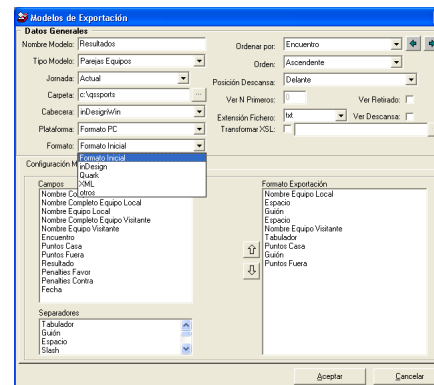 Modelos de Exportación
Datos Generales
Nombre Modelo: Resultados
Ordenar por: Encuentro
Tipo Modelo: Parejas Equipos
Orden: Ascendente
Jornada: Actual
Posición Descansa: Delante
Carpeta: c:\qssports ...
Ver N Primeros: 0
Ver Retirado:
Cabecera: inDesignWin
Extensión Fichero: txt
Ver Descansa:
Plataforma: Formato PC
Transformar XSL:
Formato: Formato Inicial
Formato Inicial
inDesign
Quark
XML
otros
Configuración M
Campos
Nombre Co
Nombre Completo Equipo Local
Nombre Equipo Local
Nombre Completo Equipo Visitante
Nombre Equipo Visitante
Encuentro
Puntos Casa
Puntos Fuera
Resultado
Penalties Favor
Penalties Contra
Fecha
Formato Exportación
Nombre Equipo Local
Espacio
Guión
Espacio
Nombre Equipo Visitante
Tabulador
Puntos Casa
Guión
Puntos Fuera
Separadores
Tabulador
Guión
Espacio
Slash
Aceptar
Cancelar